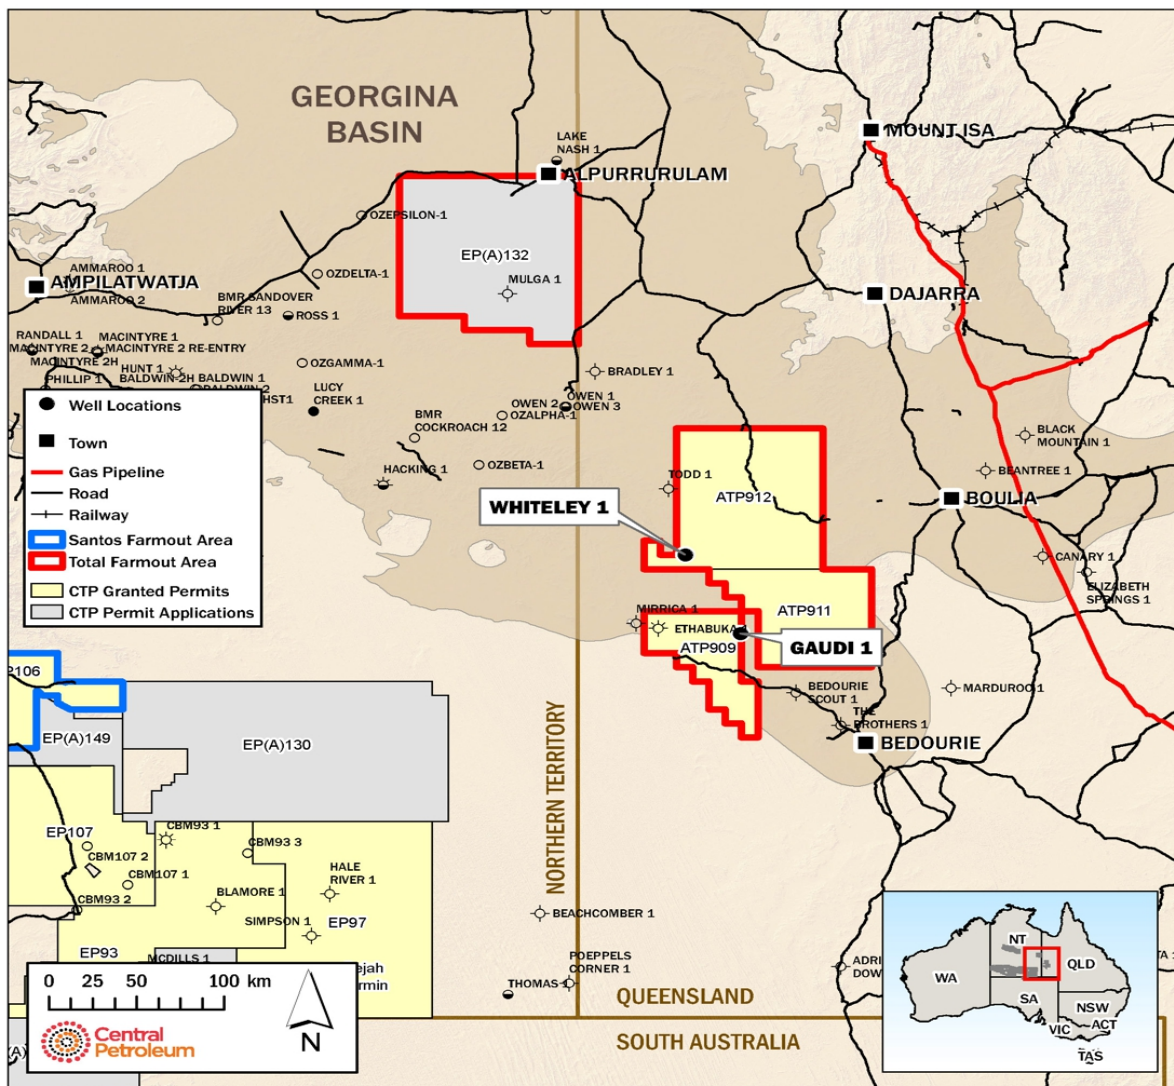 GEORGINA
BASIN
LAKE
NASH 1
MOUNT ISA
ALPURRURULAM
OZEPSILON-1
EP(A)132
MULGA 1
AMMAROO 1
OZDELTA-1
AMPILATWATJA
AMMAROO 2
DAJARRA
BMR SANDOVER
RIVER 13
ROSS 1
RANDALL 1
MACINTYRE 1
MACINTYRE 2
MACINTYRE 2 RE-ENTRY
MACINTYRE 2H
HUNT 1
OZGAMMA-1
PHILLIP 1
BALDWIN-2H
BALDWIN 1
BRADLEY 1
LUCY
CREEK 1
OWEN 1
OWEN 2
OWEN 3
OZALPHA-1
BMR
COCKROACH 12
OZBETA-1
HACKING 1
BLACK
MOUNTAIN 1
BEANTREE 1
TODD 1
ATP912
BOULIA
WHITELEY 1
CANARY 1
ELIZABETH
SPRINGS 1
ATP911
MIRRICA 1
ETHABUKA
ATP909
GAUDI 1
BEDOURIE
SCOUT 1
MARDUROO 1
THE
BROTHERS 1
BEDOURIE
Well Locations
Town
Gas Pipeline
Road
Railway
Santos Farmout Area
Total Farmout Area
CTP Granted Permits
CTP Permit Applications
P106
EP(A)149
EP(A)130
NORTHERN TERRITORY
EP107
CBM93 1
CBM107 2
CBM93 3
CBM107 1
HALE
RIVER 1
CBM93 2
BLAMORE 1
SIMPSON 1
EP97
EP93
MCDILLS 1
BEACHCOMBER 1
POEPPELS
CORNER 1
THOMAS 1
QUEENSLAND
SOUTH AUSTRALIA
0 25 50 100 km
N
Central
Petroleum
WA
NT
QLD
SA
NSW
VIC
ACT
TAS